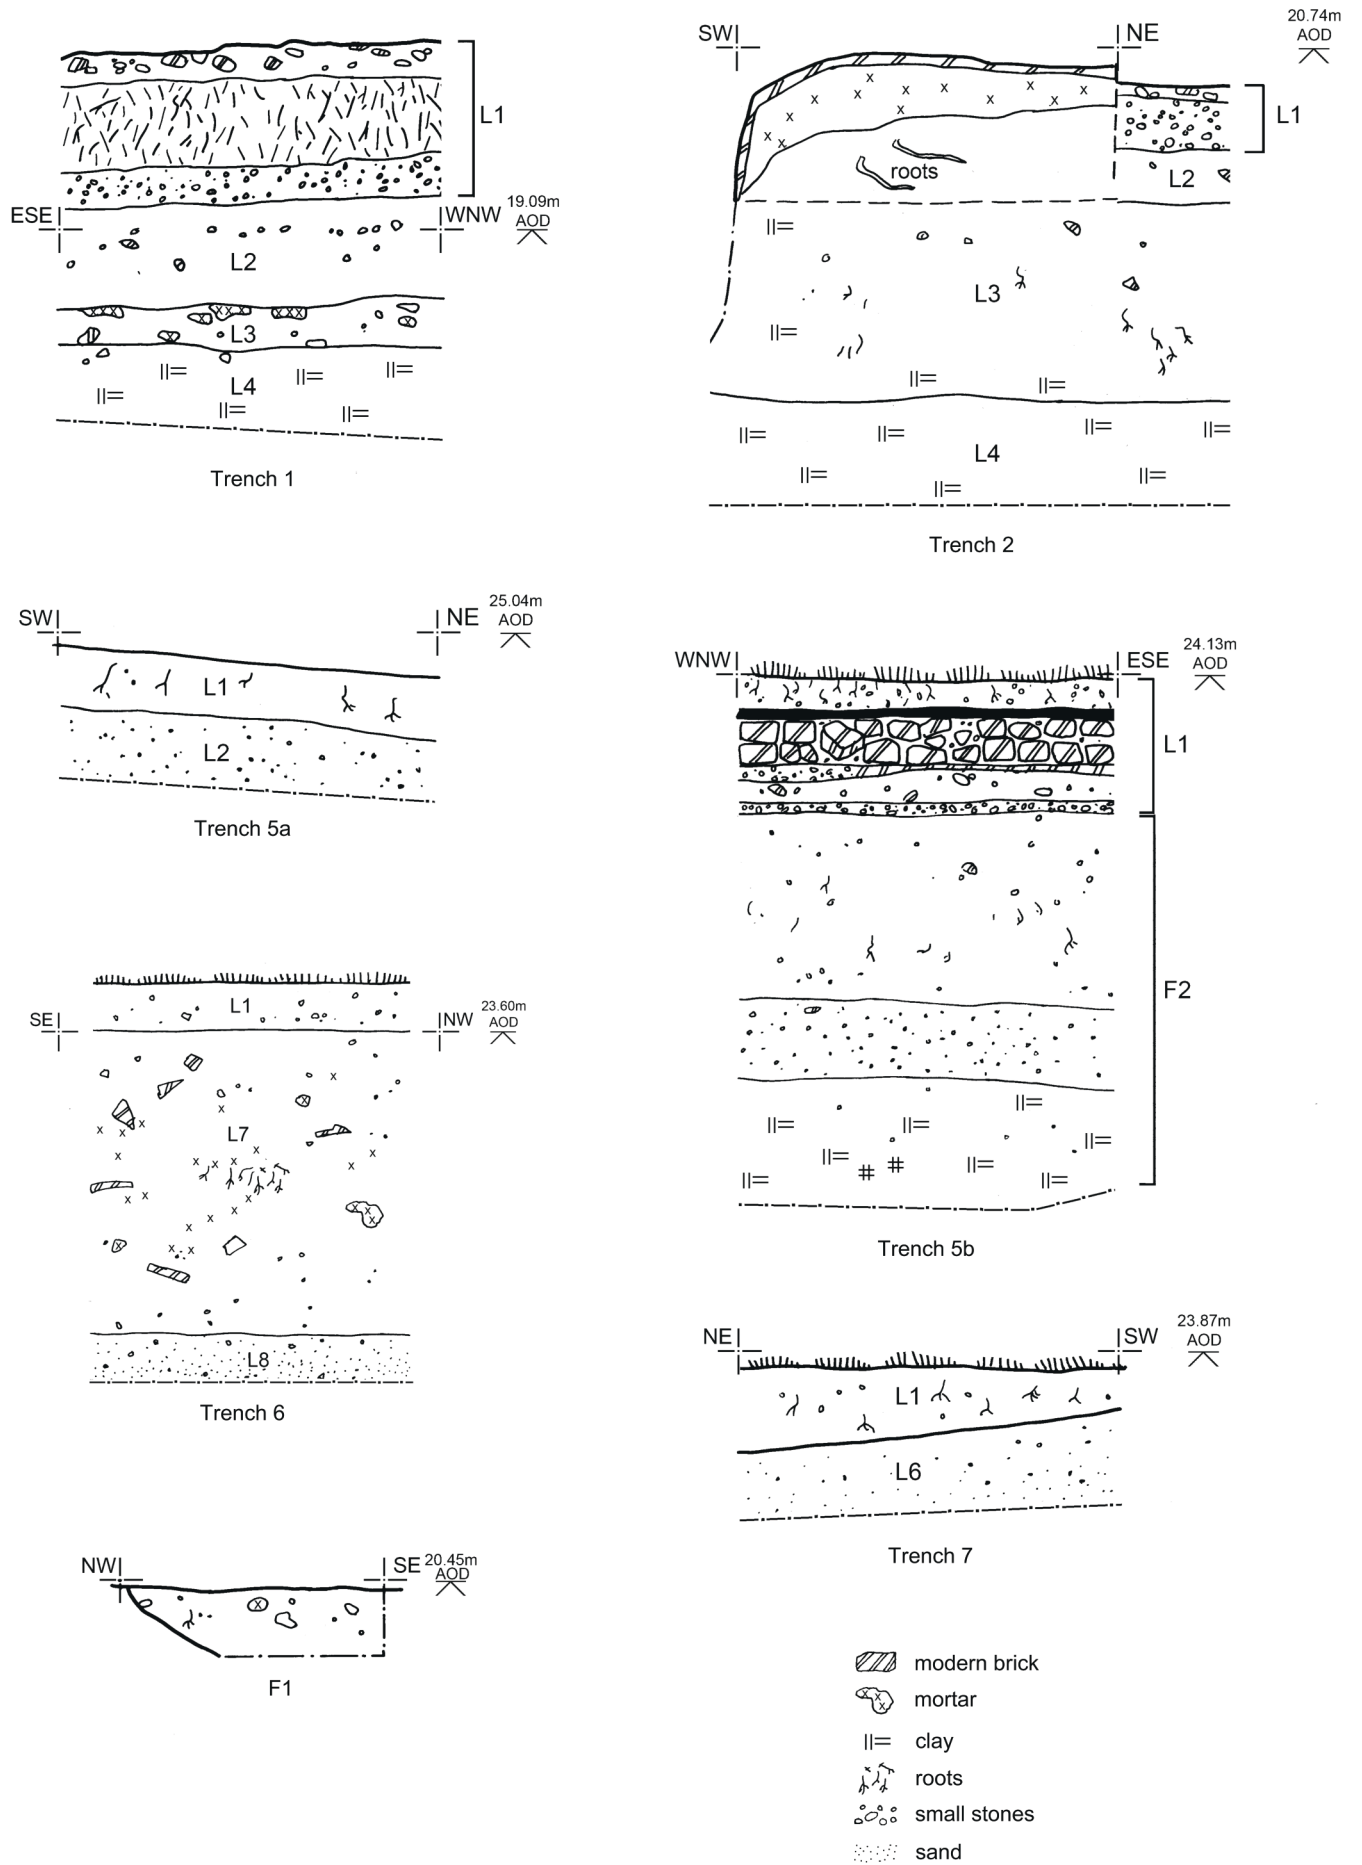 L1
ESE
WNW
19.09m
AOD
L2
L3
L4
Trench 1
SW
NE
20.74m
AOD
L1
roots
L2
L3
L4
Trench 2
SW
NE
25.04m
AOD
L1
L2
Trench 5a
WNW
ESE
24.13m
AOD
L1
F2
Trench 5b
L1
SE
NW
23.60m
AOD
L7
L8
Trench 6
NE
SW
23.87m
AOD
L1
L6
Trench 7
NW
SE
20.45m
AOD
F1
modern brick
mortar
clay
roots
small stones
sand